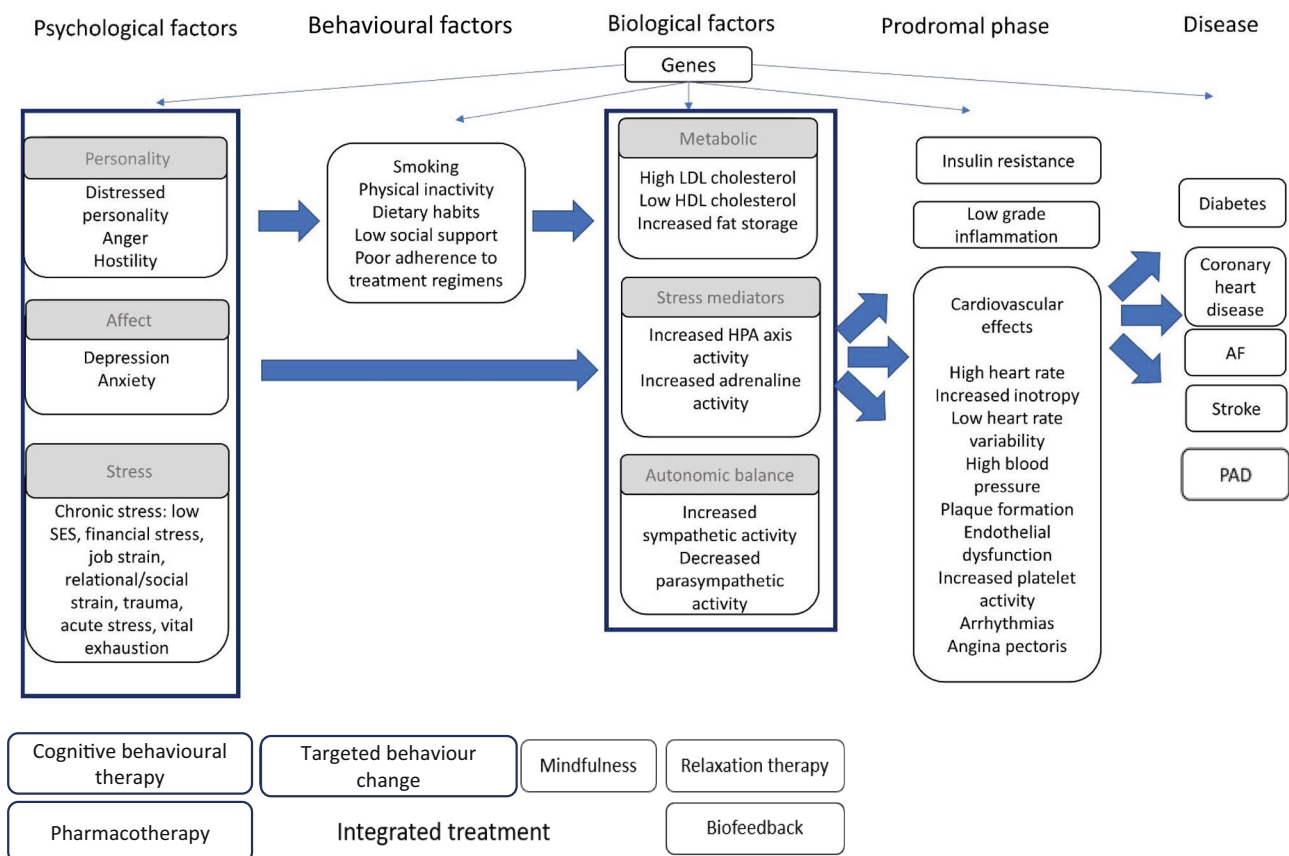 Psychological factors
Behavioural factors
Biological factors
Prodromal phase
Disease
Genes
Personality
Distressed
personality
Anger
Hostility
Affect
Depression
Anxiety
Stress
Chronic stress: low
SES, financial stress,
job strain,
relational/social
strain, trauma,
acute stress, vital
exhaustion
Smoking
Physical inactivity
Dietary habits
Low social support
Poor adherence to
treatment regimens
Metabolic
High LDL cholesterol
Low HDL cholesterol
Increased fat storage
Stress mediators
Increased HPA axis
activity
Increased adrenaline
activity
Autonomic balance
Increased
sympathetic activity
Decreased
parasympathetic
activity
Insulin resistance
Low grade
inflammation
Cardiovascular
effects
High heart rate
Increased inotropy
Low heart rate
variability
High blood
pressure
Plaque formation
Endothelial
dysfunction
Increased platelet
activity
Arrhythmias
Angina pectoris
Diabetes
Coronary
heart
disease
AF
Stroke
PAD
Cognitive behavioural
therapy
Targeted behaviour
change
Mindfulness
Relaxation therapy
Pharmacotherapy
Integrated treatment
Biofeedback